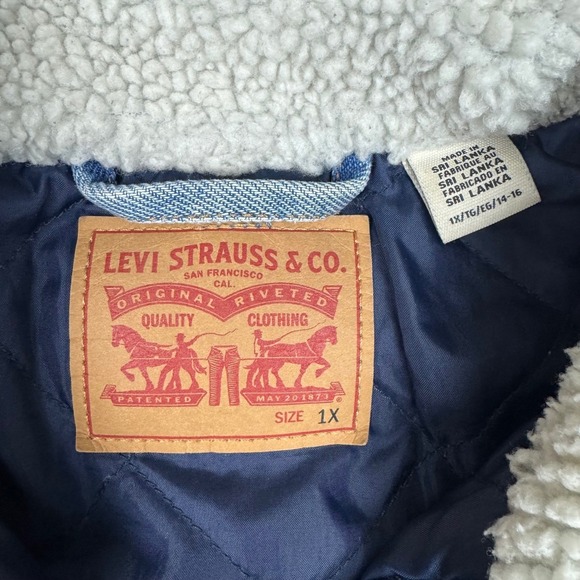 LEVI STRAUSS & CO.
SAN FRANCISCO
CAL.
ORIGINAL RIVETED
QUALITY CLOTHING
PATENTED MAY 20 1873 ®
SIZE 1X
MADE IN
SRI LANKA
FABRIQUE AU
SRI LANKA
FABRICADO EN
SRI LANKA
1X/TG/EG/14-16